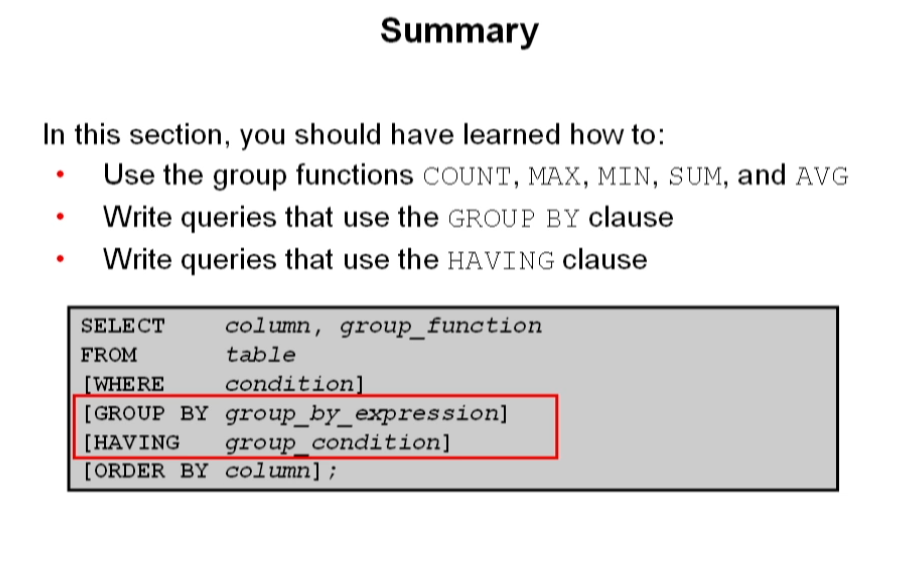 Summary
In this section, you should have learned how to:
• Use the group functions COUNT, MAX, MIN, SUM, and AVG
• Write queries that use the GROUP BY clause
• Write queries that use the HAVING clause
SELECT column, group_function
FROM table
[WHERE condition]
[GROUP BY group_by_expression]
[HAVING group_condition]
[ORDER BY column];